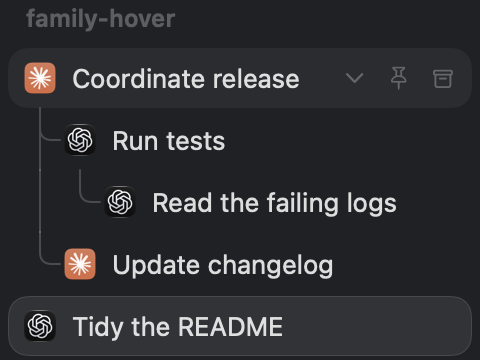 family-hover
Coordinate release
Run tests
Read the failing logs
Update changelog
Tidy the README